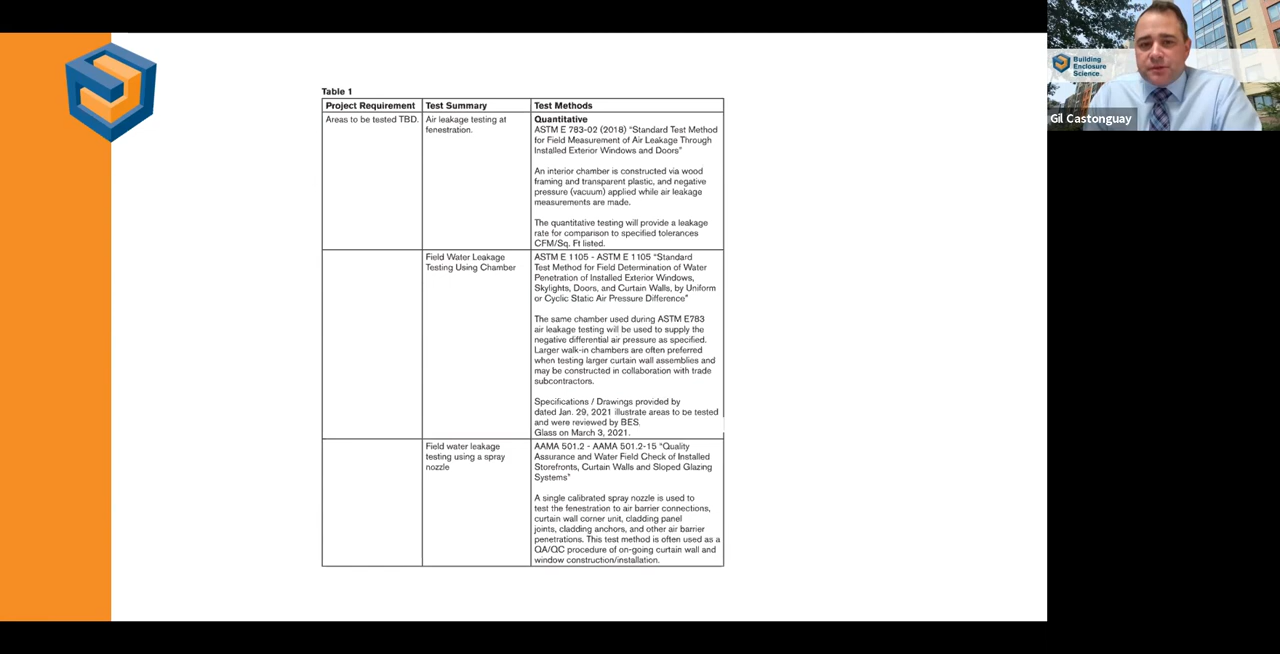 Table 1
Project Requirement
Test Summary
Test Methods
Areas to be tested TBD.
Air leakage testing at
fenestration.
Quantitative
ASTM E 783-02 (2018) "Standard Test Method
for Field Measurement of Air Leakage Through
Installed Exterior Windows and Doors"
An interior chamber is constructed via wood
framing and transparent plastic, and negative
pressure (vacuum) applied while air leakage
measurements are made.
The quantitative testing will provide a leakage
rate for comparison to specified tolerances
CFM/Sq. Ft listed.
Field Water Leakage
Testing Using Chamber
ASTM E 1105 - ASTM E 1105 "Standard
Test Method for Field Determination of Water
Penetration of Installed Exterior Windows,
Skylights, Doors, and Curtain Walls, by Uniform
or Cyclic Static Air Pressure Difference"
The same chamber used during ASTM E783
air leakage testing will be used to supply the
negative differential air pressure as specified.
Larger walk-in chambers are often preferred
when testing larger curtain wall assemblies and
may be constructed in collaboration with trade
subcontractors.
Specifications / Drawings provided by
dated Jan. 29, 2021 illustrate areas to be tested
and were reviewed by BES.
Glass on March 3, 2021.
Field water leakage
testing using a spray
nozzle
AAMA 501.2 - AAMA 501.2-15 "Quality
Assurance and Water Field Check of Installed
Storefronts, Curtain Walls and Sloped Glazing
Systems"
A single calibrated spray nozzle is used to
test the fenestration to air barrier connections,
curtain wall corner unit, cladding panel
joints, cladding anchors, and other air barrier
penetrations. This test method is often used as a
QA/QC procedure of on-going curtain wall and
window construction/installation.
Building
Enclosure
Science
Gil Castonguay